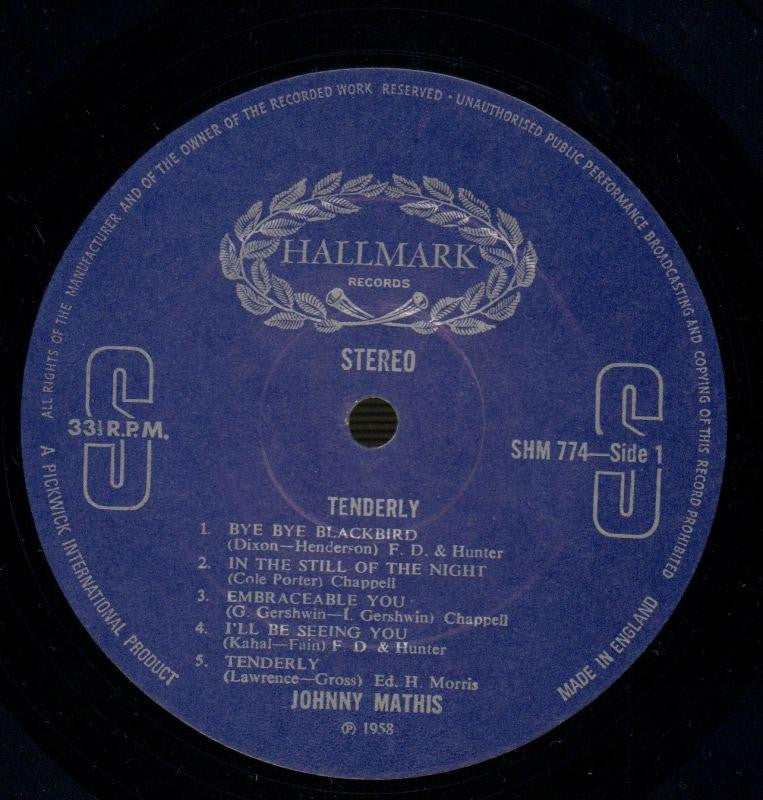 ALL RIGHTS OF THE MANUFACTURER AND OF THE OWNER OF THE RECORDED WORK RESERVED · UNAUTHORISED PUBLIC PERFORMANCE BROADCASTING AND COPYING OF THIS RECORD PROHIBITED
HALLMARK
RECORDS
STEREO
S
33⅓ R.P.M.
S
SHM 774—Side 1
TENDERLY
1. BYE BYE BLACKBIRD
(Dixon—Henderson) F. D. & Hunter
2. IN THE STILL OF THE NIGHT
(Cole Porter) Chappell
3. EMBRACEABLE YOU
(G. Gershwin—I. Gershwin) Chappell
4. I'LL BE SEEING YOU
(Kahal—Fain) F. D & Hunter
5. TENDERLY
(Lawrence—Gross) Ed. H. Morris
JOHNNY MATHIS
℗ 1958
A PICKWICK INTERNATIONAL PRODUCT
MADE IN ENGLAND